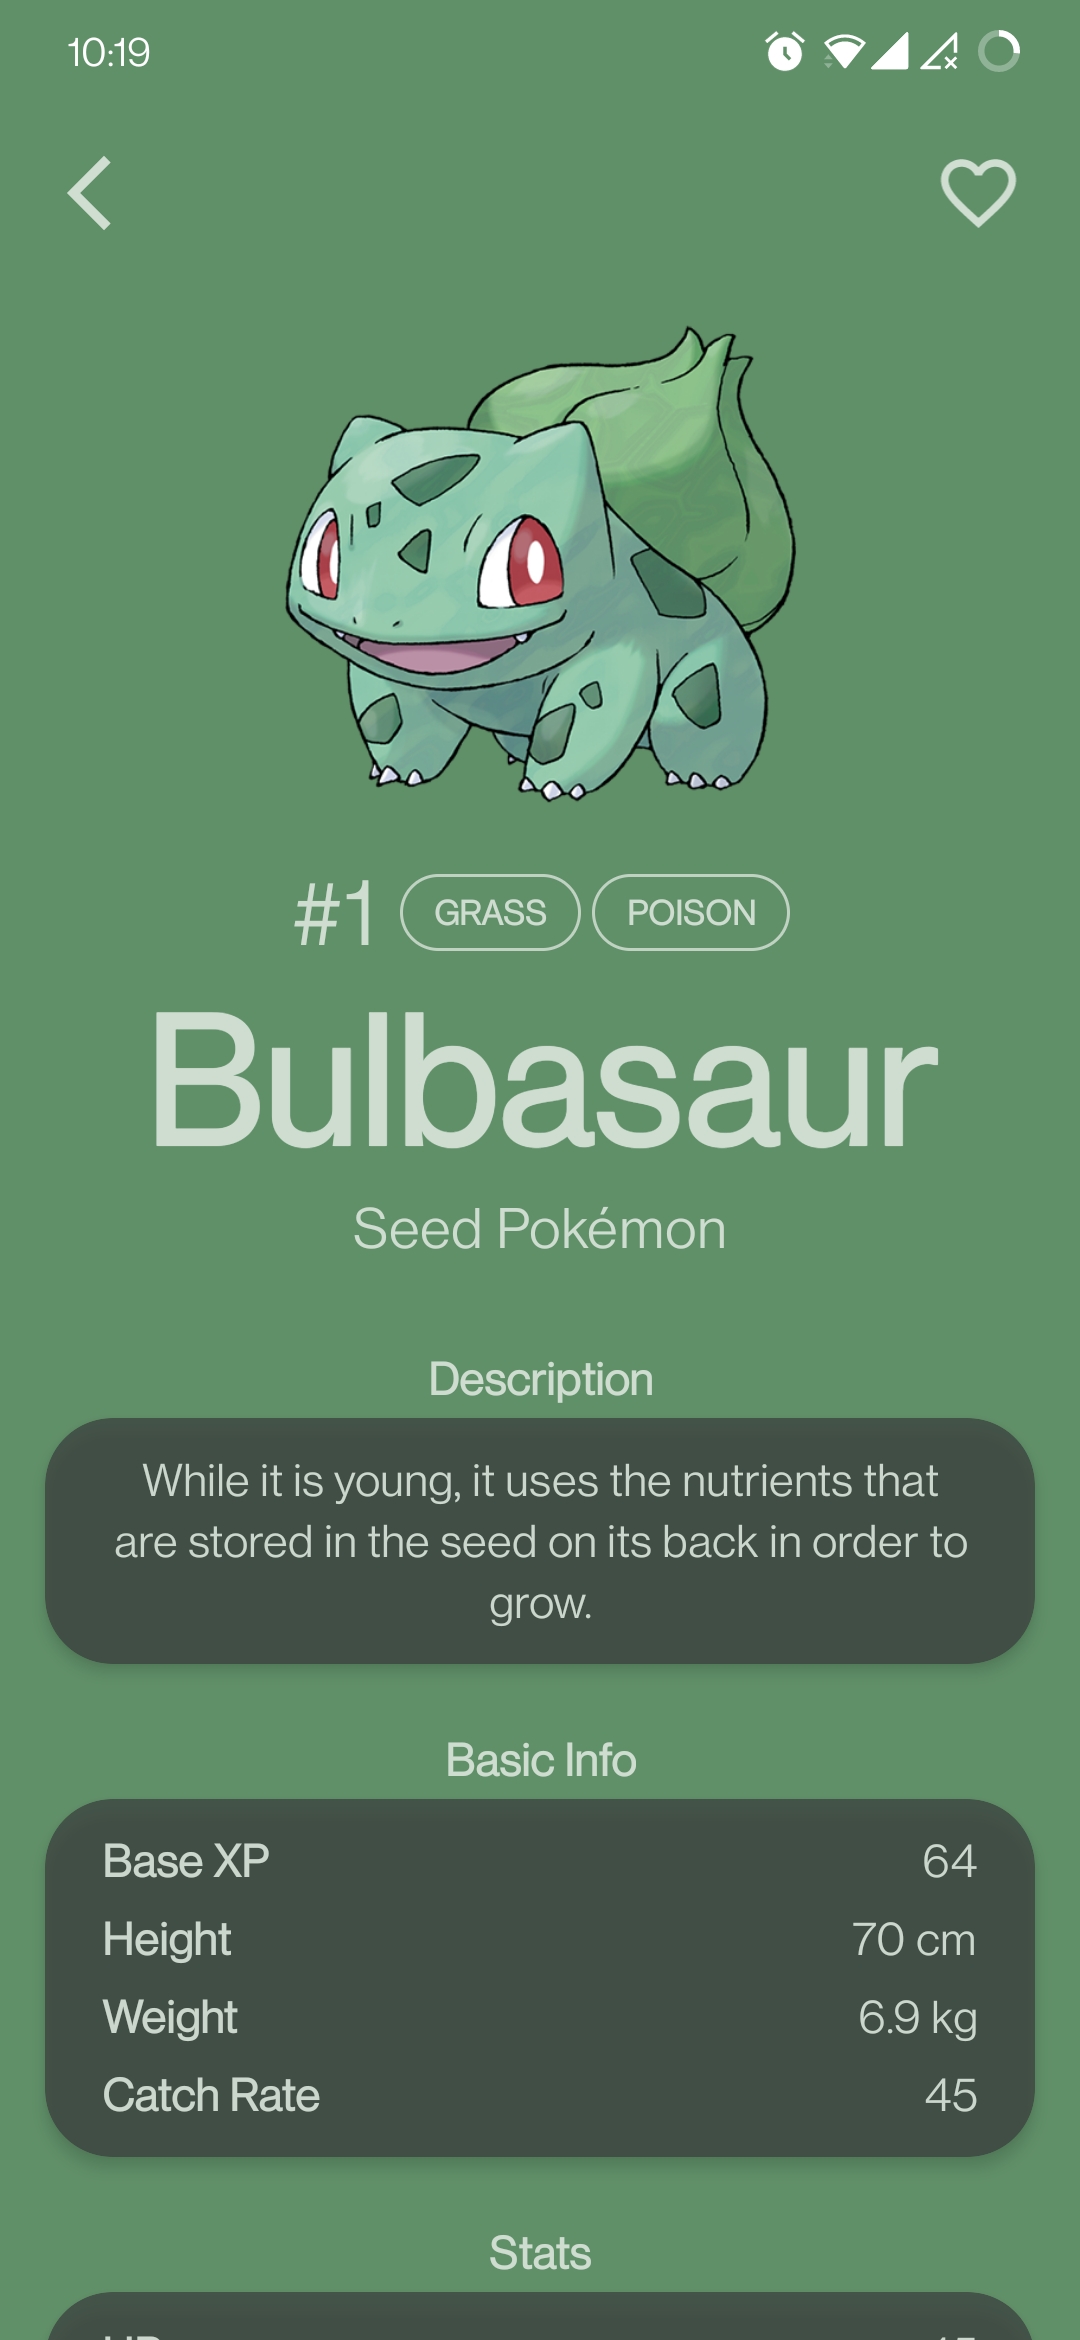 10:19
#1 GRASS POISON
Bulbasaur
Seed Pokémon
Description
While it is young, it uses the nutrients that
are stored in the seed on its back in order to
grow.
Basic Info
Base XP 64
Height 70 cm
Weight 6.9 kg
Catch Rate 45
Stats